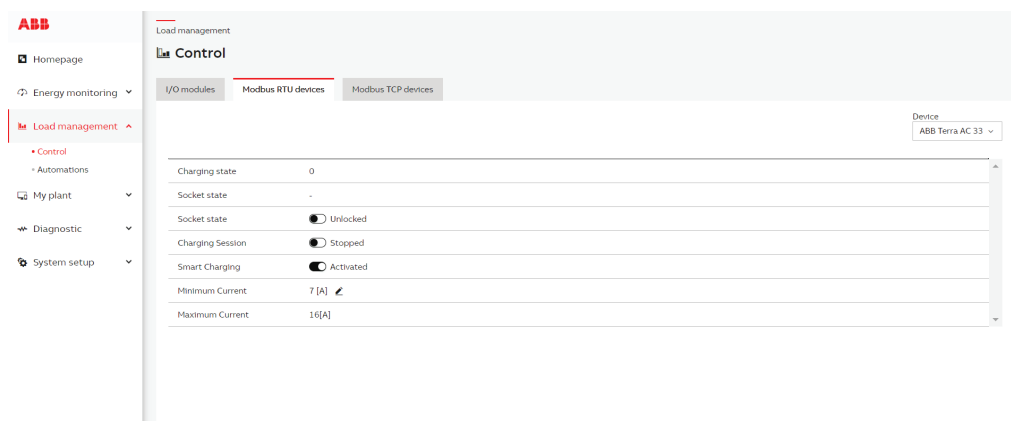 ABB
Homepage
Energy monitoring
Load management
Control
Automations
My plant
Diagnostic
System setup
Load management
Control
I/O modules
Modbus RTU devices
Modbus TCP devices
Device
ABB Terra AC 33
Charging state 0
Socket state -
Socket state Unlocked
Charging Session Stopped
Smart Charging Activated
Minimum Current 7 [A]
Maximum Current 16[A]